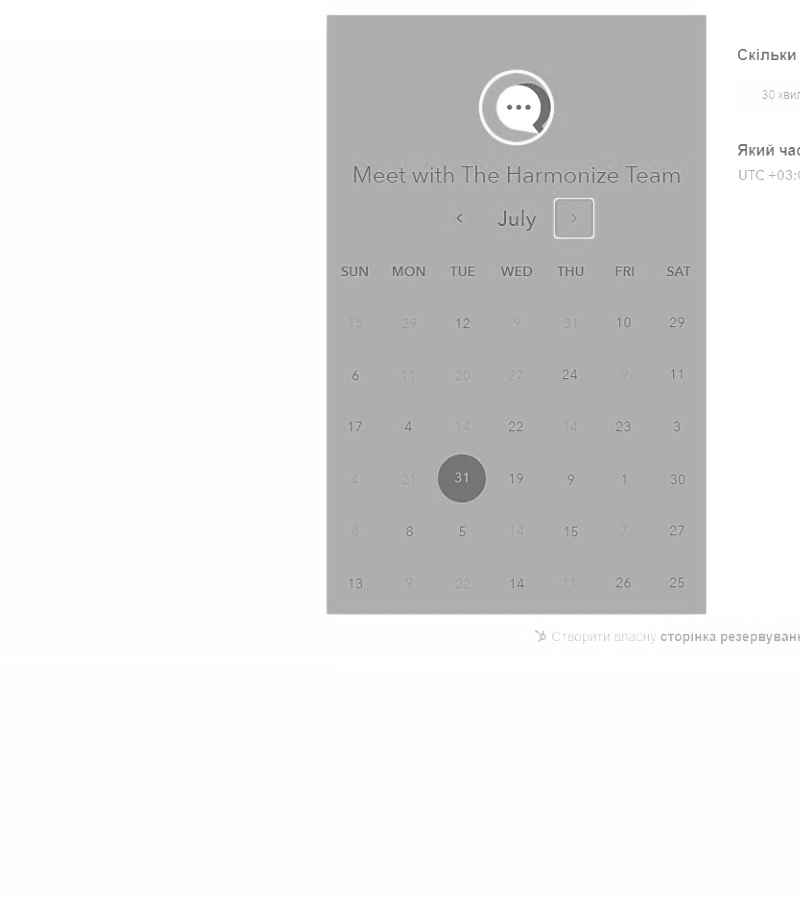 Скільки
30 хвил
Meet with The Harmonize Team
Який час
UTC +03:0
July
SUN MON TUE WED THU FRI SAT
15 29 12 9 31 10 29
6 11 20 27 24 9 11
17 4 14 22 14 23 3
4 21 31 19 9 1 30
8 8 5 14 15 7 27
13 9 22 14 11 26 25
Створити власну сторінка резервуванн